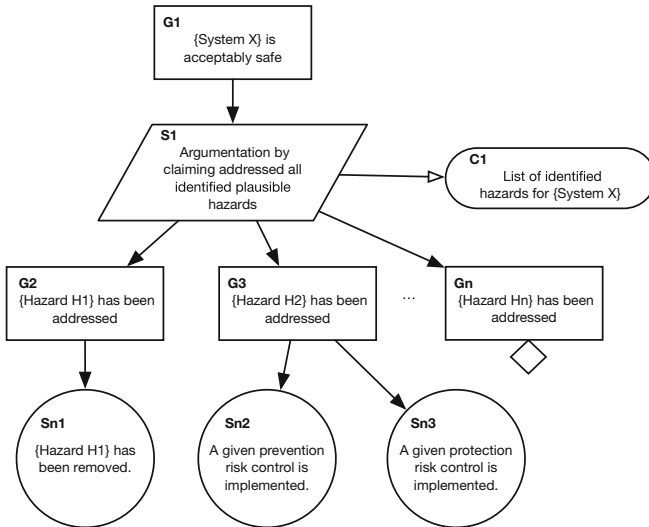 G1
{System X} is
acceptably safe
S1
Argumentation by
claiming addressed all
identified plausible
hazards
C1
List of identified
hazards for {System X}
G2
{Hazard H1} has been
addressed
G3
{Hazard H2} has been
addressed
...
Gn
{Hazard Hn} has been
addressed
Sn1
{Hazard H1} has
been removed.
Sn2
A given prevention
risk control is
implemented.
Sn3
A given protection
risk control is
implemented.